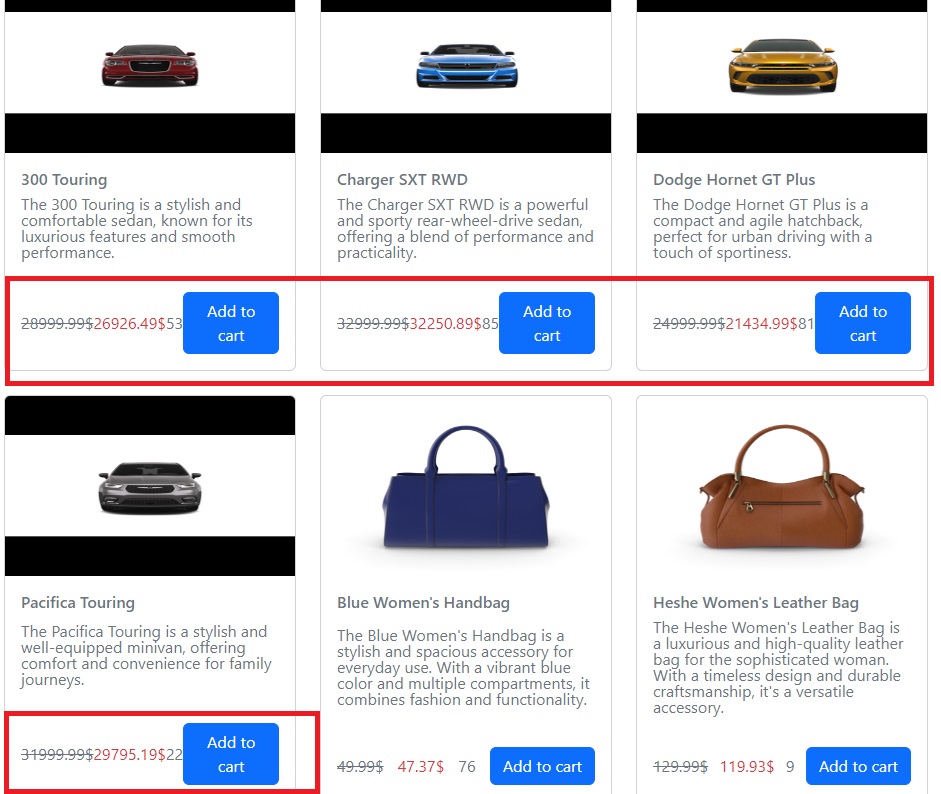 300 Touring
The 300 Touring is a stylish and
comfortable sedan, known for its
luxurious features and smooth
performance.
28999.99$26926.49$53
Add to
cart
Charger SXT RWD
The Charger SXT RWD is a powerful
and sporty rear-wheel-drive sedan,
offering a blend of performance and
practicality.
32999.99$32250.89$85
Add to
cart
Dodge Hornet GT Plus
The Dodge Hornet GT Plus is a
compact and agile hatchback,
perfect for urban driving with a
touch of sportiness.
24999.99$21434.99$81
Add to
cart
Pacifica Touring
The Pacifica Touring is a stylish and
well-equipped minivan, offering
comfort and convenience for family
journeys.
31999.99$29795.19$22
Add to
cart
Blue Women's Handbag
The Blue Women's Handbag is a
stylish and spacious accessory for
everyday use. With a vibrant blue
color and multiple compartments, it
combines fashion and functionality.
49.99$ 47.37$ 76 Add to cart
Heshe Women's Leather Bag
The Heshe Women's Leather Bag is
a luxurious and high-quality leather
bag for the sophisticated woman.
With a timeless design and durable
craftsmanship, it's a versatile
accessory.
129.99$ 119.93$ 9 Add to cart